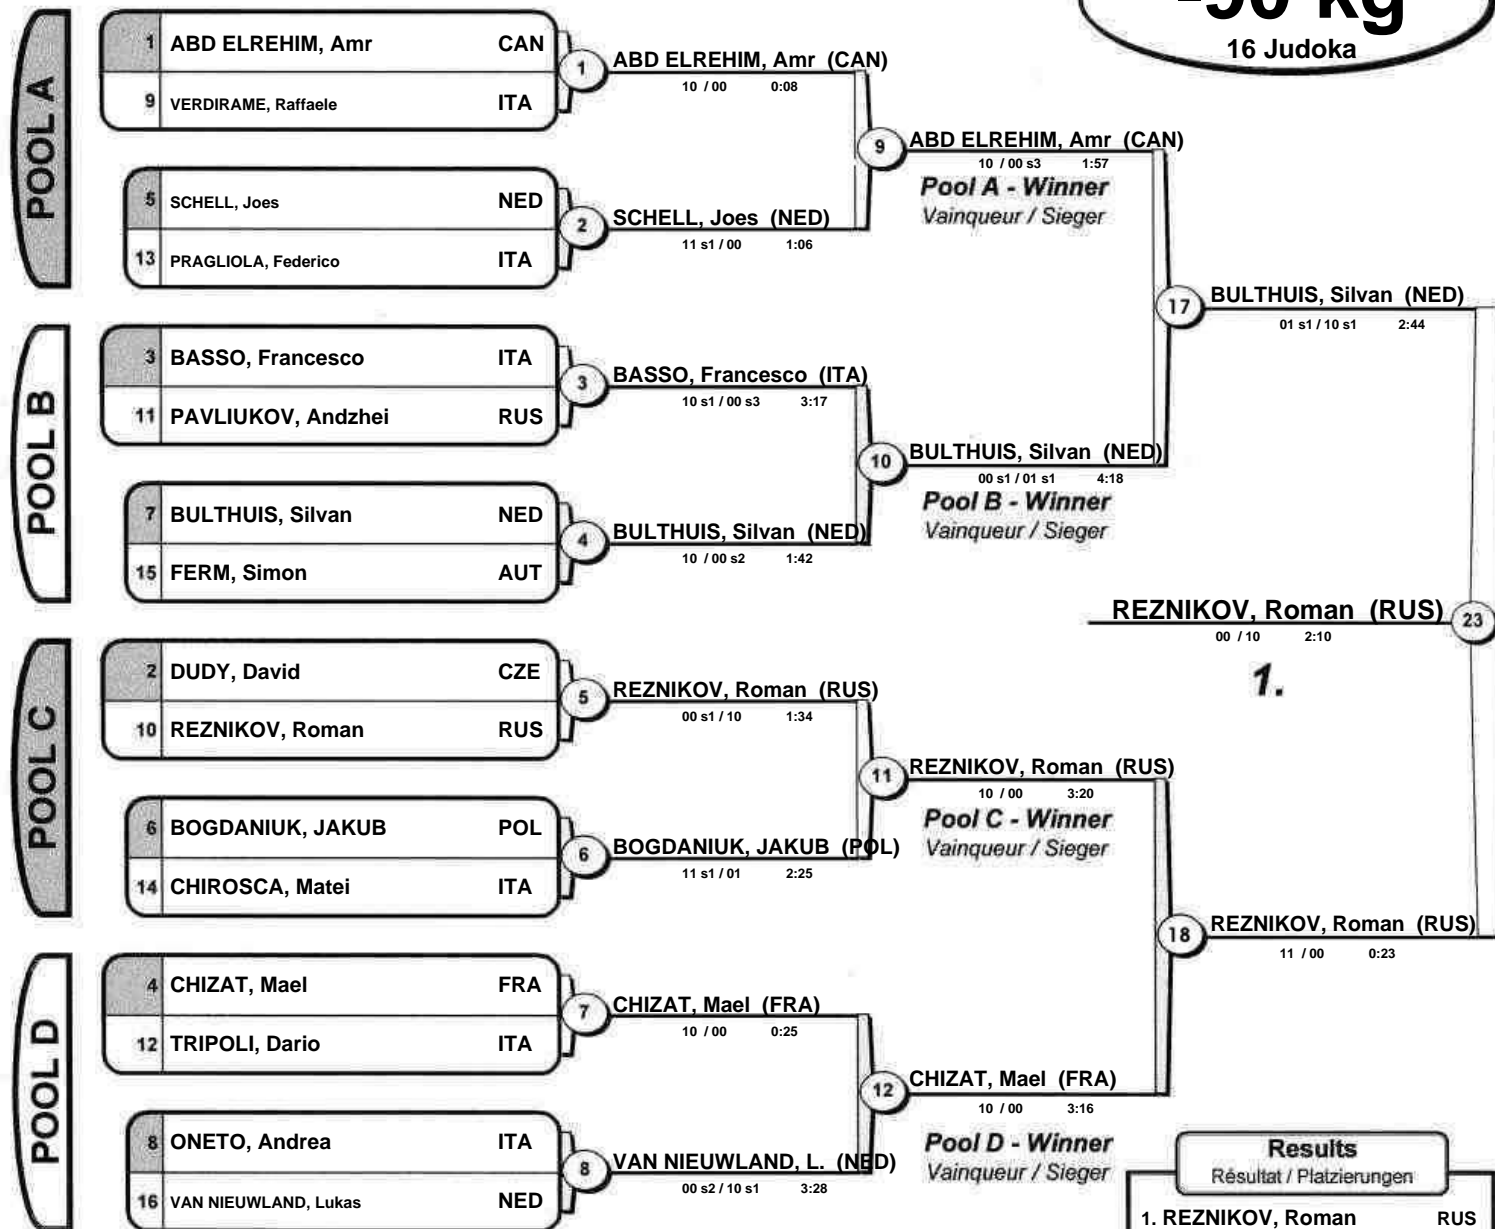 -90 kg
16 Judoka
POOL A
1 ABD ELREHIM, Amr CAN
9 VERDIRAME, Raffaele ITA
1
ABD ELREHIM, Amr (CAN)
10 / 00 0:08
5 SCHELL, Joes NED
13 PRAGLIOLA, Federico ITA
2
SCHELL, Joes (NED)
11 s1 / 00 1:06
9
ABD ELREHIM, Amr (CAN)
10 / 00 s3 1:57
Pool A - Winner
Vainqueur / Sieger
POOL B
3 BASSO, Francesco ITA
11 PAVLIUKOV, Andzhei RUS
3
BASSO, Francesco (ITA)
10 s1 / 00 s3 3:17
7 BULTHUIS, Silvan NED
15 FERM, Simon AUT
4
BULTHUIS, Silvan (NED)
10 / 00 s2 1:42
10
BULTHUIS, Silvan (NED)
00 s1 / 01 s1 4:18
Pool B - Winner
Vainqueur / Sieger
17
BULTHUIS, Silvan (NED)
01 s1 / 10 s1 2:44
REZNIKOV, Roman (RUS)
23
00 / 10 2:10
1.
POOL C
2 DUDY, David CZE
10 REZNIKOV, Roman RUS
5
REZNIKOV, Roman (RUS)
00 s1 / 10 1:34
6 BOGDANIUK, JAKUB POL
14 CHIROSCA, Matei ITA
6
BOGDANIUK, JAKUB (POL)
11 s1 / 01 2:25
11
REZNIKOV, Roman (RUS)
10 / 00 3:20
Pool C - Winner
Vainqueur / Sieger
POOL D
4 CHIZAT, Mael FRA
12 TRIPOLI, Dario ITA
7
CHIZAT, Mael (FRA)
10 / 00 0:25
8 ONETO, Andrea ITA
16 VAN NIEUWLAND, Lukas NED
8
VAN NIEUWLAND, L. (NED)
00 s2 / 10 s1 3:28
12
CHIZAT, Mael (FRA)
10 / 00 3:16
Pool D - Winner
Vainqueur / Sieger
18
REZNIKOV, Roman (RUS)
11 / 00 0:23
Results
Résultat / Platzierungen
1. REZNIKOV, Roman RUS